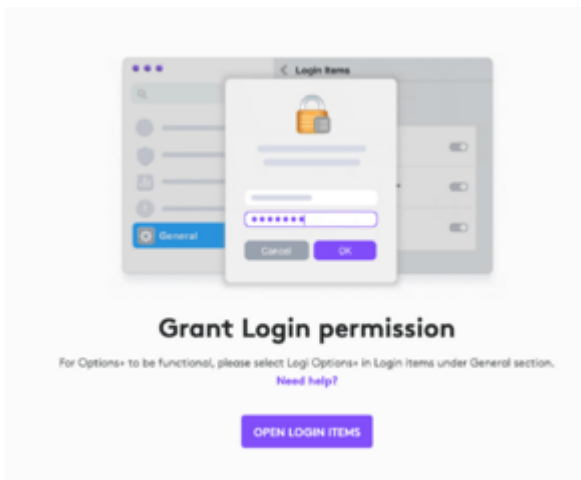 Login Items
General
Cancel
OK
Grant Login permission
For Options+ to be functional, please select Logi Options+ in Login items under General section.
Need help?
OPEN LOGIN ITEMS